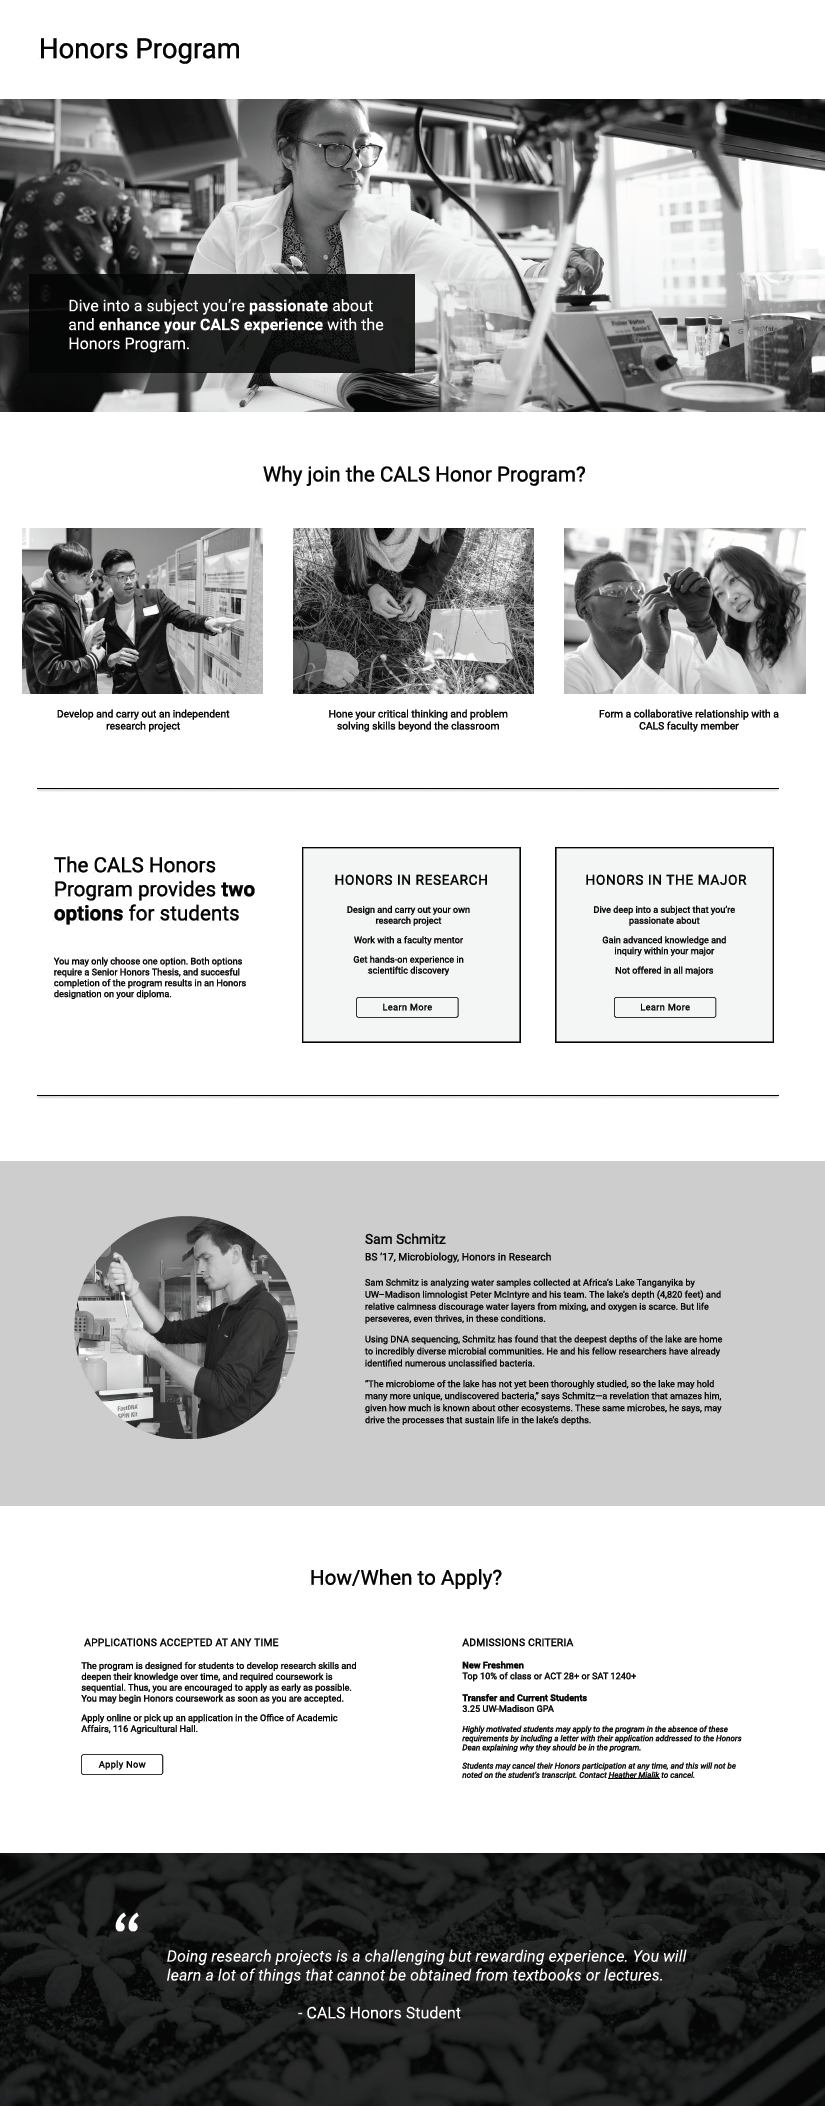 Honors Program
Dive into a subject you're passionate about
and enhance your CALS experience with the
Honors Program.
Why join the CALS Honor Program?
Develop and carry out an independent
research project
Hone your critical thinking and problem
solving skills beyond the classroom
Form a collaborative relationship with a
CALS faculty member
The CALS Honors
Program provides two
options for students
You may only choose one option. Both options
require a Senior Honors Thesis, and succesful
completion of the program results in an Honors
designation on your diploma.
HONORS IN RESEARCH
Design and carry out your own
research project
Work with a faculty mentor
Get hands-on experience in
scientiftic discovery
Learn More
HONORS IN THE MAJOR
Dive deep into a subject that you're
passionate about
Gain advanced knowledge and
inquiry within your major
Not offered in all majors
Learn More
FastDNA
SPIN Kit
Sam Schmitz
BS '17, Microbiology, Honors in Research
Sam Schmitz is analyzing water samples collected at Africa's Lake Tanganyika by
UW–Madison limnologist Peter McIntyre and his team. The lake's depth (4,820 feet) and
relative calmness discourage water layers from mixing, and oxygen is scarce. But life
perseveres, even thrives, in these conditions.
Using DNA sequencing, Schmitz has found that the deepest depths of the lake are home
to incredibly diverse microbial communities. He and his fellow researchers have already
identified numerous unclassified bacteria.
"The microbiome of the lake has not yet been thoroughly studied, so the lake may hold
many more unique, undiscovered bacteria," says Schmitz—a revelation that amazes him,
given how much is known about other ecosystems. These same microbes, he says, may
drive the processes that sustain life in the lake's depths.
How/When to Apply?
APPLICATIONS ACCEPTED AT ANY TIME
The program is designed for students to develop research skills and
deepen their knowledge over time, and required coursework is
sequential. Thus, you are encouraged to apply as early as possible.
You may begin Honors coursework as soon as you are accepted.
Apply online or pick up an application in the Office of Academic
Affairs, 116 Agricultural Hall.
Apply Now
ADMISSIONS CRITERIA
New Freshmen
Top 10% of class or ACT 28+ or SAT 1240+
Transfer and Current Students
3.25 UW-Madison GPA
Highly motivated students may apply to the program in the absence of these
requirements by including a letter with their application addressed to the Honors
Dean explaining why they should be in the program.
Students may cancel their Honors participation at any time, and this will not be
noted on the student's transcript. Contact Heather Mialik to cancel.
“
Doing research projects is a challenging but rewarding experience. You will
learn a lot of things that cannot be obtained from textbooks or lectures.
- CALS Honors Student